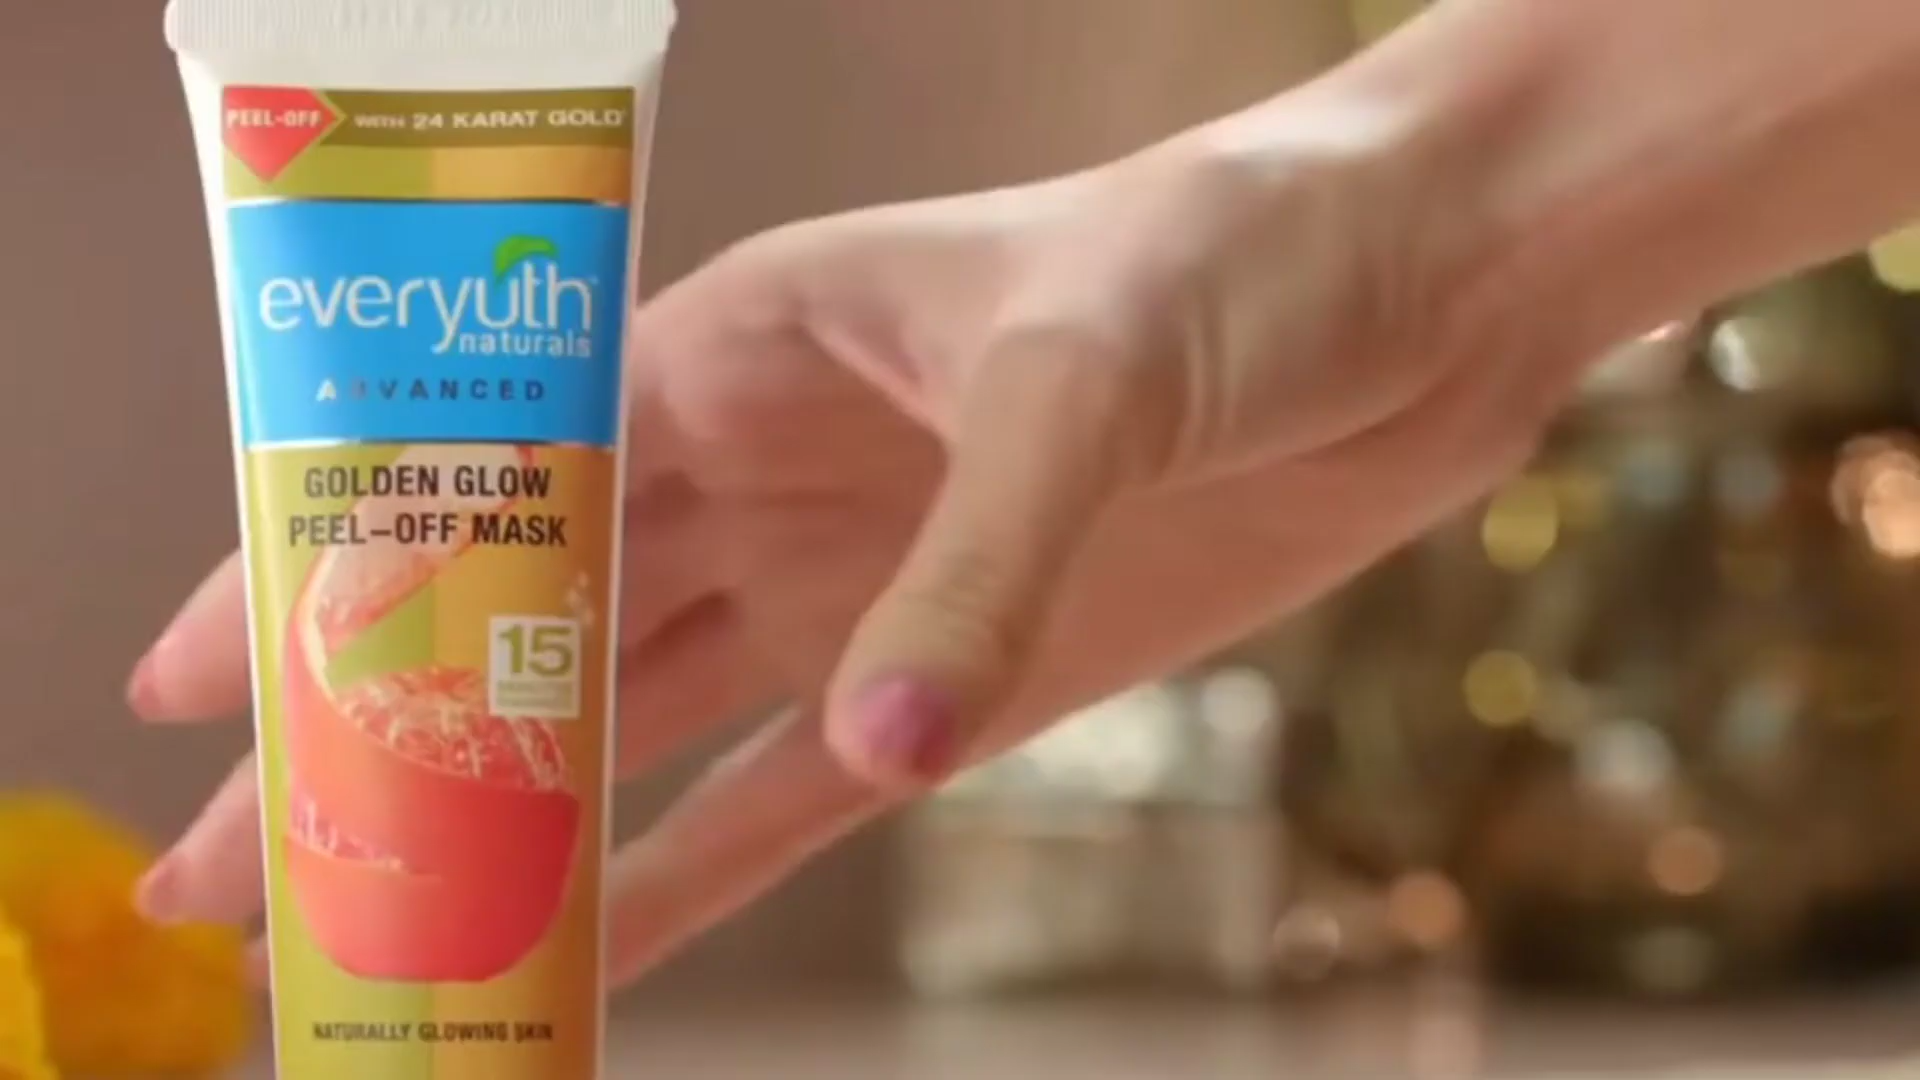 PEEL-OFF WITH 24 KARAT GOLD
everyuth
naturals
ADVANCED
GOLDEN GLOW
PEEL-OFF MASK
15
NATURALLY GLOWING SKIN